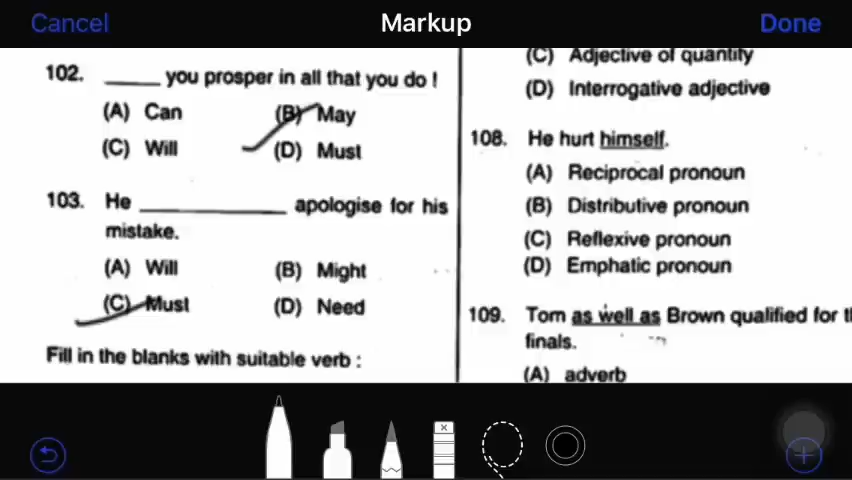 Cancel
Markup
Done
102. _____ you prosper in all that you do !
(A) Can
(B) May
(C) Will
(D) Must
103. He _____________ apologise for his
mistake.
(A) Will
(B) Might
(C) Must
(D) Need
Fill in the blanks with suitable verb :
(C) Adjective of quantity
(D) Interrogative adjective
108. He hurt himself.
(A) Reciprocal pronoun
(B) Distributive pronoun
(C) Reflexive pronoun
(D) Emphatic pronoun
109. Tom as well as Brown qualified for
finals.
(A) adverb